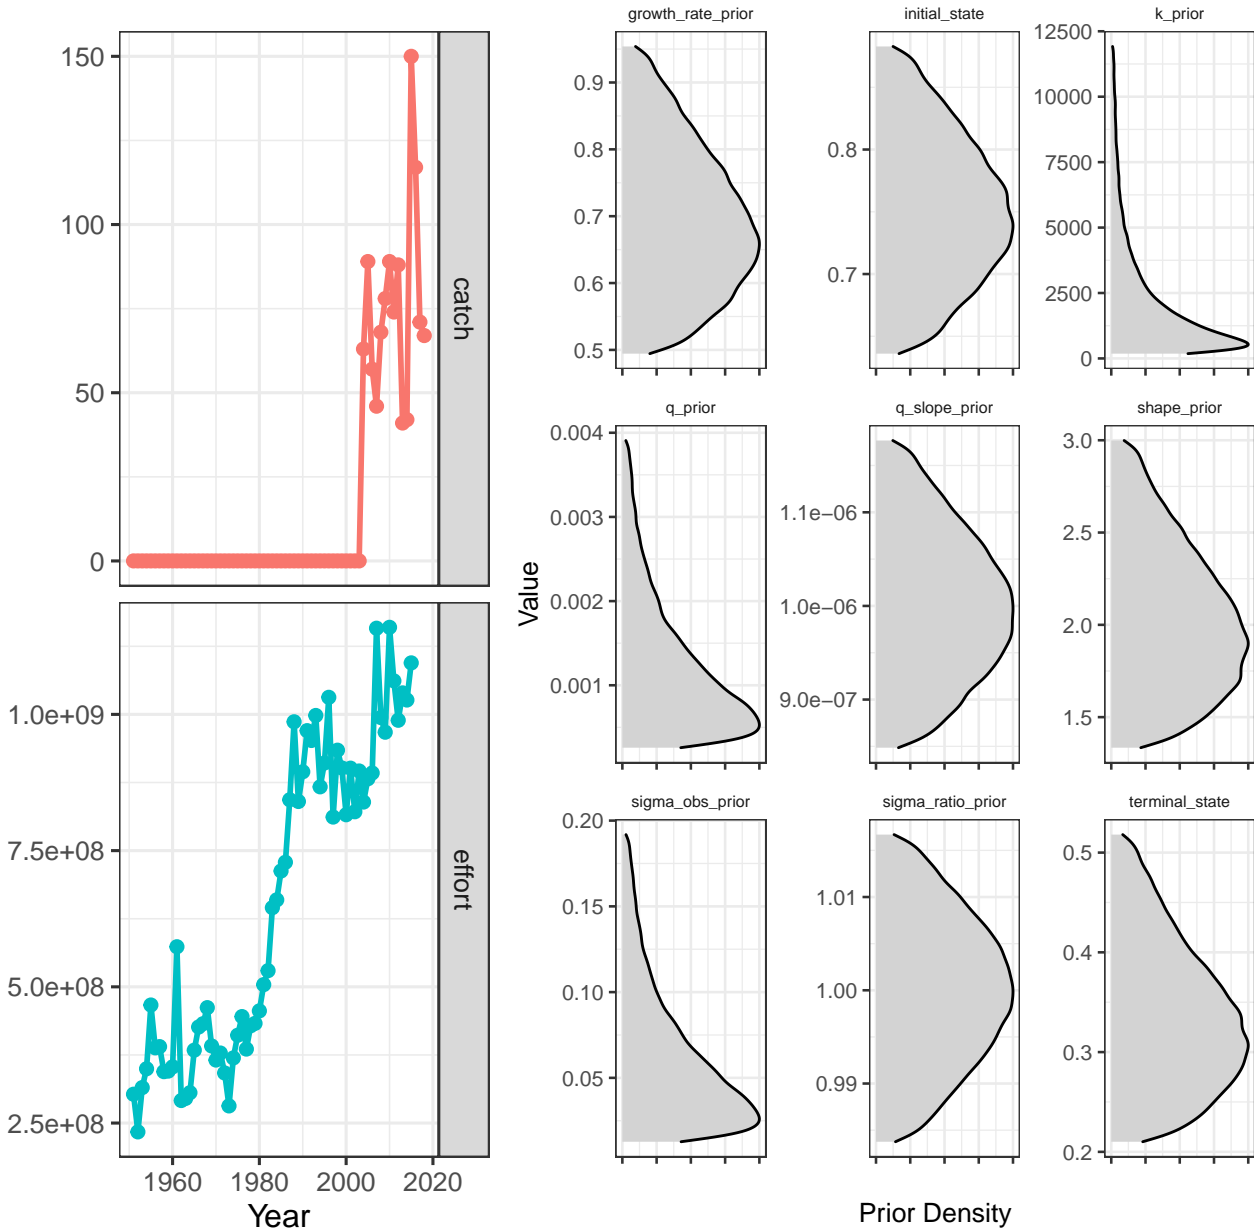 growth_rate_prior
initial_state
k_prior
150
100
50
0
catch
0.9
0.8
0.7
0.6
0.5
0.8
0.7
12500
10000
7500
5000
2500
0
q_prior
q_slope_prior
shape_prior
0.004
0.003
0.002
0.001
1.1e−06
1.0e−06
9.0e−07
3.0
2.5
2.0
1.5
Value
1.0e+09
7.5e+08
5.0e+08
2.5e+08
effort
sigma_obs_prior
sigma_ratio_prior
terminal_state
0.20
0.15
0.10
0.05
1.01
1.00
0.99
0.5
0.4
0.3
0.2
1960
1980
2000
2020
Year
Prior Density